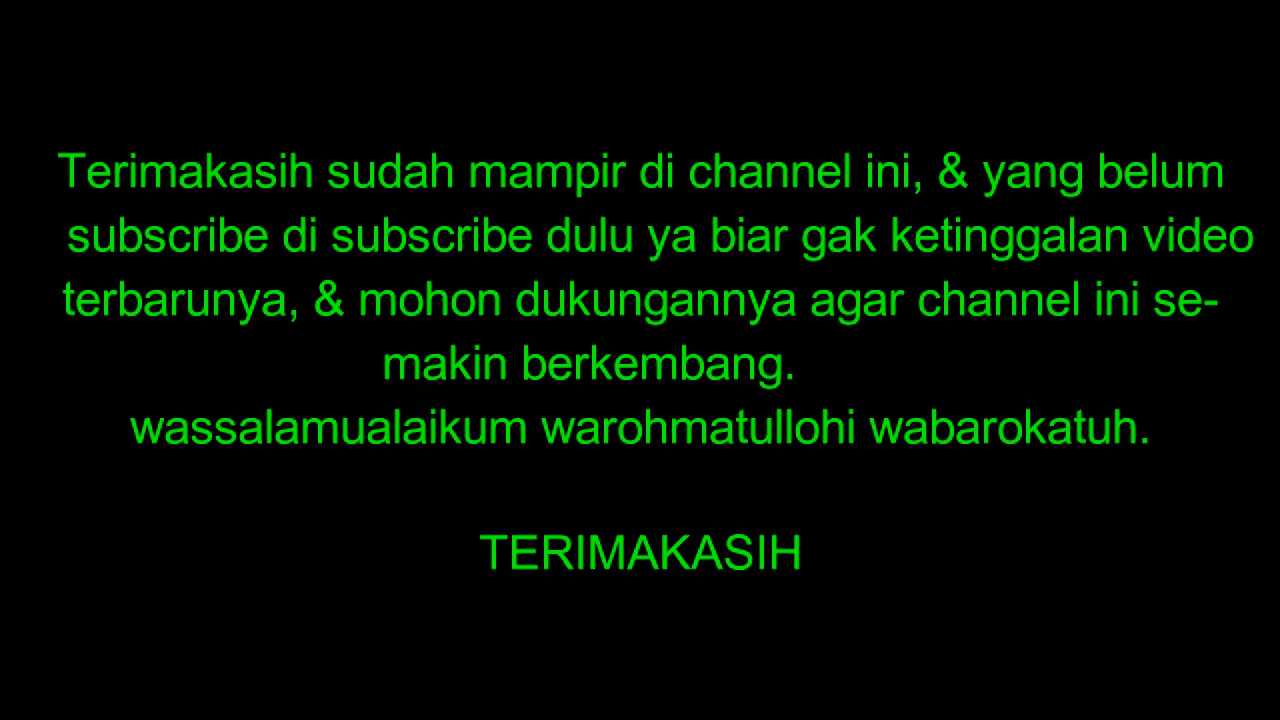 Terimakasih sudah mampir di channel ini, & yang belum
subscribe di subscribe dulu ya biar gak ketinggalan video
terbarunya, & mohon dukungannya agar channel ini se-
makin berkembang.
wassalamualaikum warohmatullohi wabarokatuh.
TERIMAKASIH